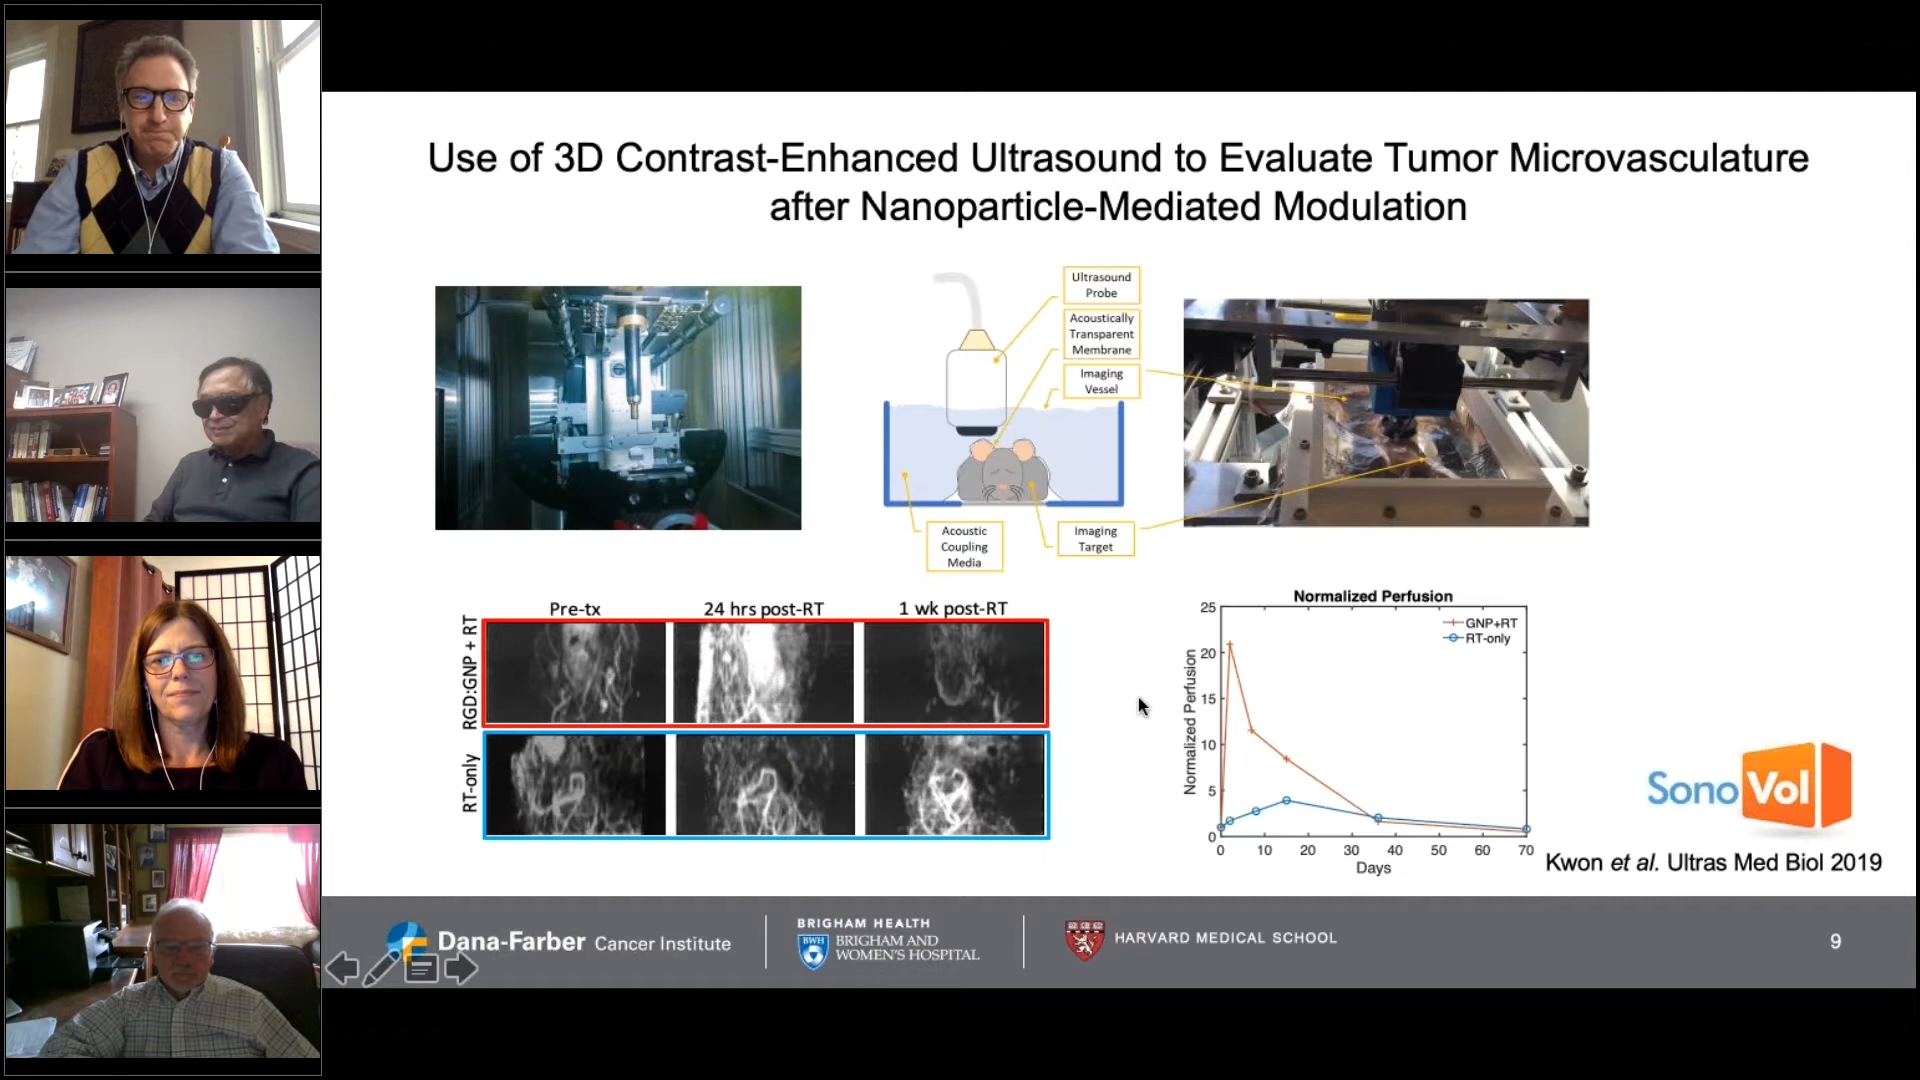 Use of 3D Contrast-Enhanced Ultrasound to Evaluate Tumor Microvasculature
after Nanoparticle-Mediated Modulation
Ultrasound
Probe
Acoustically
Transparent
Membrane
Imaging
Vessel
Acoustic
Coupling
Media
Imaging
Target
Pre-tx
24 hrs post-RT
1 wk post-RT
RGD:GNP + RT
RT-only
Normalized Perfusion
GNP+RT
RT-only
Normalized Perfusion
25
20
15
10
5
0
0 10 20 30 40 50 60 70
Days
SonoVol
Kwon et al. Ultras Med Biol 2019
Dana-Farber Cancer Institute
BRIGHAM HEALTH
BWH
BRIGHAM AND
WOMEN'S HOSPITAL
HARVARD MEDICAL SCHOOL
9